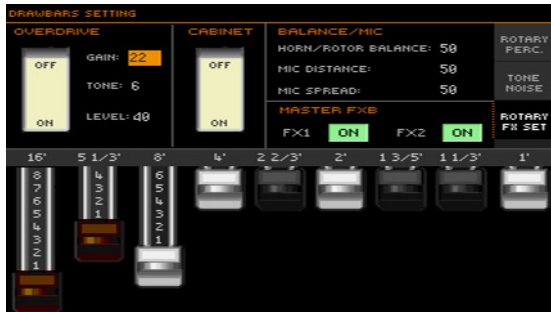 DRAWBARS SETTING
OVERDRIVE
OFF
ON
GAIN: 22
TONE: 6
LEVEL: 40
CABINET
OFF
ON
BALANCE/MIC
HORN/ROTOR BALANCE: 50
MIC DISTANCE: 50
MIC SPREAD: 50
MASTER FXB
FX1 ON FX2 ON
ROTARY
PERC.
TONE
NOISE
ROTARY
FX SET
16' 5 1/3' 8' 4' 2 2/3' 2' 1 3/5' 1 1/3' 1'
8 4 6
7 3 5
6 2 4
5 1 3
4 2
3 1
2
1